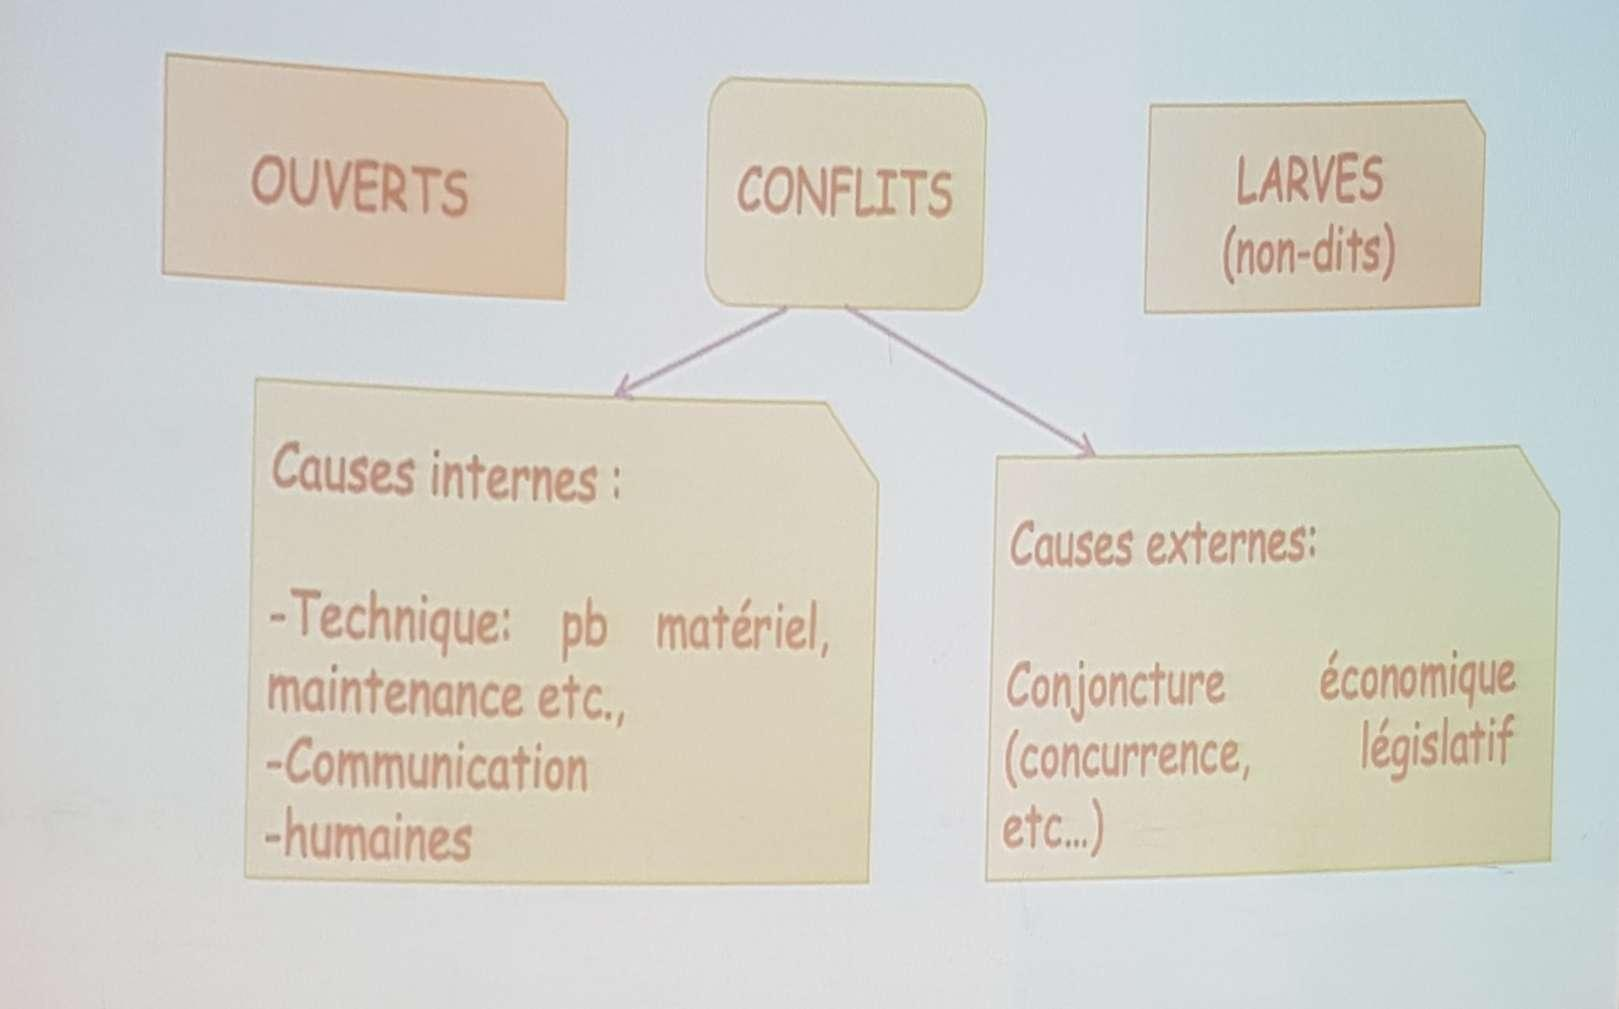 OUVERTS
CONFLITS
LARVES
(non-dits)
Causes internes :
-Technique: pb matériel,
maintenance etc.,
-Communication
-humaines
Causes externes:
Conjoncture économique
(concurrence, législatif
etc...)